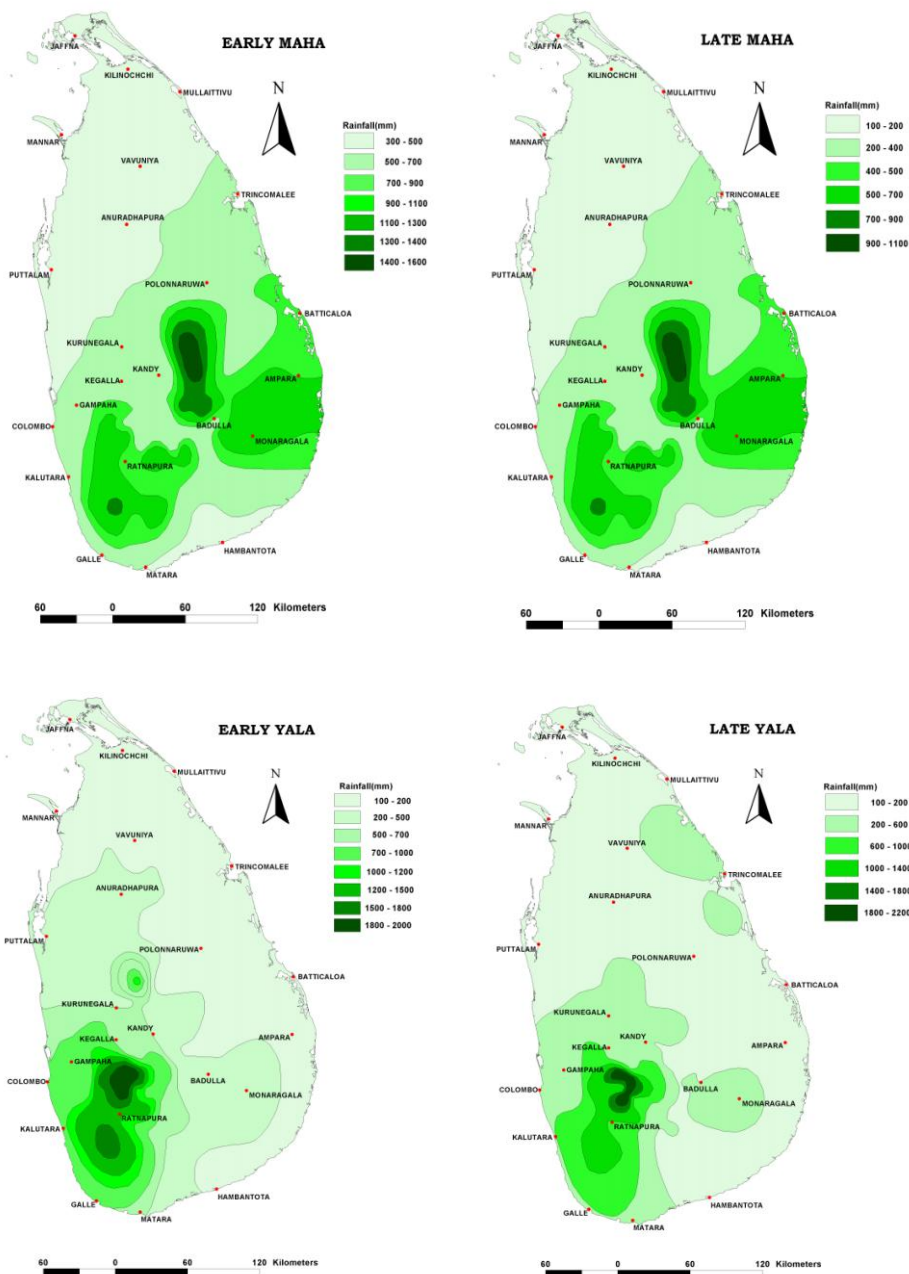 EARLY MAHA
JAFFNA
KILINOCHCHI
MULLAITTIVU
N
Rainfall(mm)
300 - 500
500 - 700
700 - 900
900 - 1100
1100 - 1300
1300 - 1400
1400 - 1600
MANNAR
VAVUNIYA
TRINCOMALEE
ANURADHAPURA
PUTTALAM
POLONNARUWA
BATTICALOA
KURUNEGALA
KANDY
KEGALLA
AMPARA
GAMPAHA
COLOMBO
BADULLA
MONARAGALA
RATNAPURA
KALUTARA
HAMBANTOTA
GALLE
MATARA
60 0 60 120 Kilometers
LATE MAHA
JAFFNA
KILINOCHCHI
MULLAITTIVU
N
Rainfall(mm)
100 - 200
200 - 400
400 - 500
500 - 700
700 - 900
900 - 1100
MANNAR
VAVUNIYA
TRINCOMALEE
ANURADHAPURA
PUTTALAM
POLONNARUWA
BATTICALOA
KURUNEGALA
KANDY
KEGALLA
AMPARA
GAMPAHA
COLOMBO
BADULLA
MONARAGALA
RATNAPURA
KALUTARA
HAMBANTOTA
GALLE
MATARA
60 0 60 120 Kilometers
EARLY YALA
JAFFNA
KILINOCHCHI
MULLAITTIVU
N
Rainfall(mm)
100 - 200
200 - 500
500 - 700
700 - 1000
1000 - 1200
1200 - 1500
1500 - 1800
1800 - 2000
MANNAR
VAVUNIYA
TRINCOMALEE
ANURADHAPURA
PUTTALAM
POLONNARUWA
BATTICALOA
KURUNEGALA
KANDY
KEGALLA
AMPARA
GAMPAHA
COLOMBO
BADULLA
MONARAGALA
RATNAPURA
KALUTARA
HAMBANTOTA
GALLE
MATARA
60 0 60 120 Kilometers
LATE YALA
JAFFNA
KILINOCHCHI
MULLAITTIVU
N
Rainfall(mm)
100 - 200
200 - 600
600 - 1000
1000 - 1400
1400 - 1800
1800 - 2200
MANNAR
VAVUNIYA
TRINCOMALEE
ANURADHAPURA
PUTTALAM
POLONNARUWA
BATTICALOA
KURUNEGALA
KANDY
KEGALLA
AMPARA
GAMPAHA
COLOMBO
BADULLA
MONARAGALA
RATNAPURA
KALUTARA
HAMBANTOTA
GALLE
MATARA
60 0 60 120 Kilometers